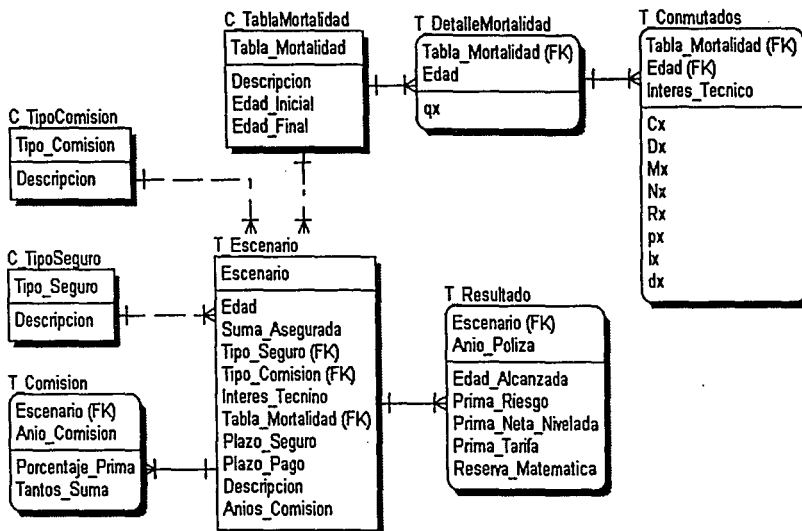 C_TablaMortalidad
Tabla_Mortalidad
Descripcion
Edad_Inicial
Edad_Final
T_DetalleMortalidad
Tabla_Mortalidad (FK)
Edad
qx
T_Conmutados
Tabla_Mortalidad (FK)
Edad (FK)
Interes_Tecnico
Cx
Dx
Mx
Nx
Rx
px
lx
dx
C_TipoComision
Tipo_Comision
Descripcion
C_TipoSeguro
Tipo_Seguro
Descripcion
T_Comision
Escenario (FK)
Anio_Comision
Porcentaje_Prima
Tantos_Suma
T_Escenario
Escenario
Edad
Suma_Asegurada
Tipo_Seguro (FK)
Tipo_Comision (FK)
Interes_Tecnino
Tabla_Mortalidad (FK)
Plazo_Seguro
Plazo_Pago
Descripcion
Anios_Comision
T_Resultado
Escenario (FK)
Anio_Poliza
Edad_Alcanzada
Prima_Riesgo
Prima_Neta_Nivelada
Prima_Tarifa
Reserva_Matematica